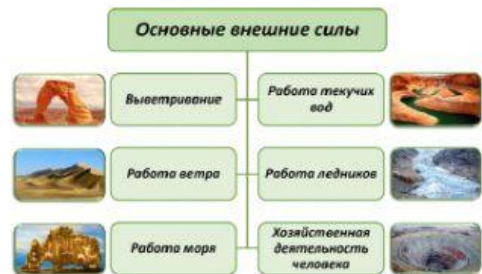 Основные внешние силы
Выветривание
Работа текучих
вод
Работа ветра
Работа ледников
Работа моря
Хозяйственная
деятельность
человека